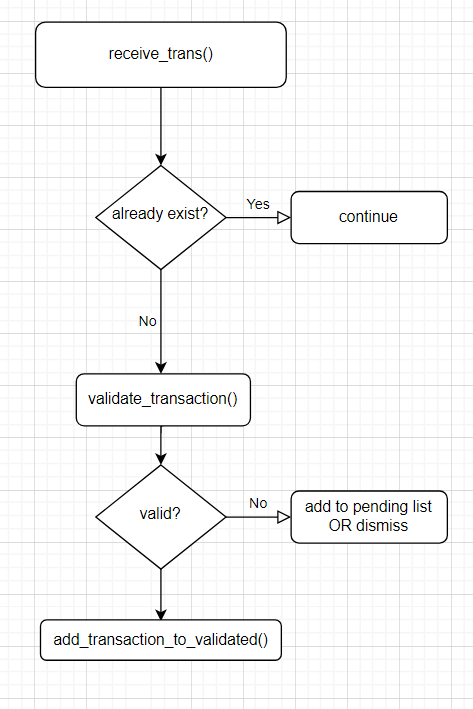 receive_trans()
already exist?
Yes
continue
No
validate_transaction()
valid?
No
add to pending list
OR dismiss
add_transaction_to_validated()